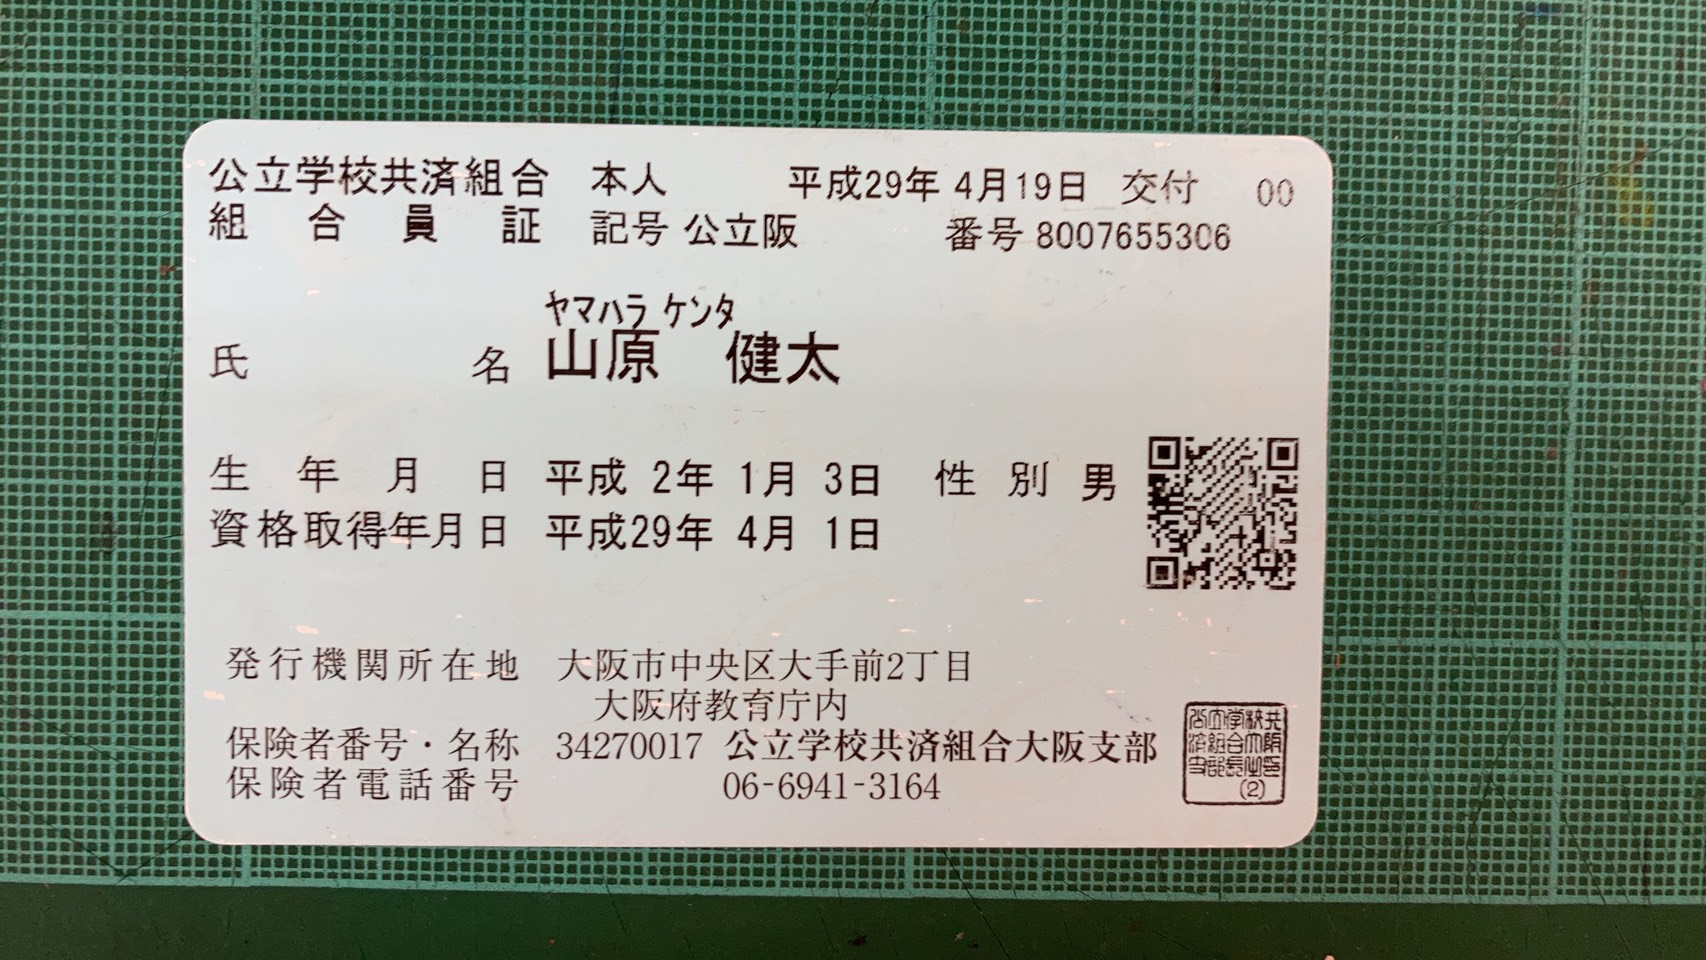 公立学校共済組合 本人 平成29年 4月19日 交付 00
組合員証 記号 公立阪 番号 8007655306
ヤマハラ ケンタ
氏名 山原 健太
生年月日 平成 2年 1月 3日 性別 男
資格取得年月日 平成29年 4月 1日
発行機関所在地 大阪市中央区大手前2丁目
大阪府教育庁内
保険者番号・名称 34270017 公立学校共済組合大阪支部
保険者電話番号 06-6941-3164
(2)